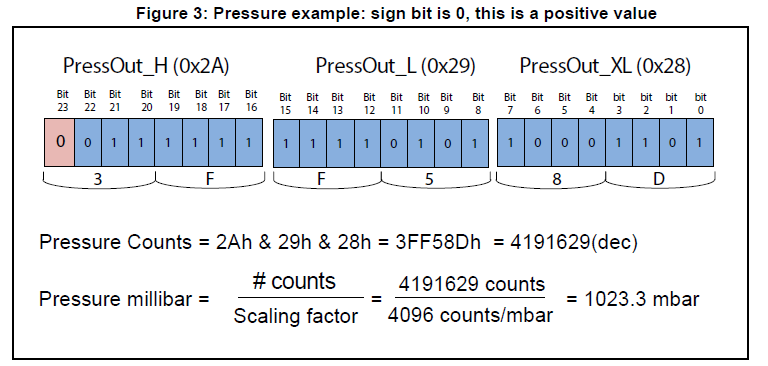 Figure 3: Pressure example: sign bit is 0, this is a positive value
PressOut_H (0x2A) PressOut_L (0x29) PressOut_XL (0x28)
Bit Bit Bit Bit Bit Bit Bit Bit Bit Bit Bit Bit Bit Bit Bit Bit Bit Bit Bit Bit bit bit bit bit
23 22 21 20 19 18 17 16 15 14 13 12 11 10 9 8 7 6 5 4 3 2 1 0
0 0 1 1 1 1 1 1 1 1 1 1 0 1 0 1 1 0 0 0 1 1 0 1
3 F F 5 8 D
Pressure Counts = 2Ah & 29h & 28h = 3FF58Dh = 4191629(dec)
# counts 4191629 counts
Pressure millibar = = = 1023.3 mbar
Scaling factor 4096 counts/mbar